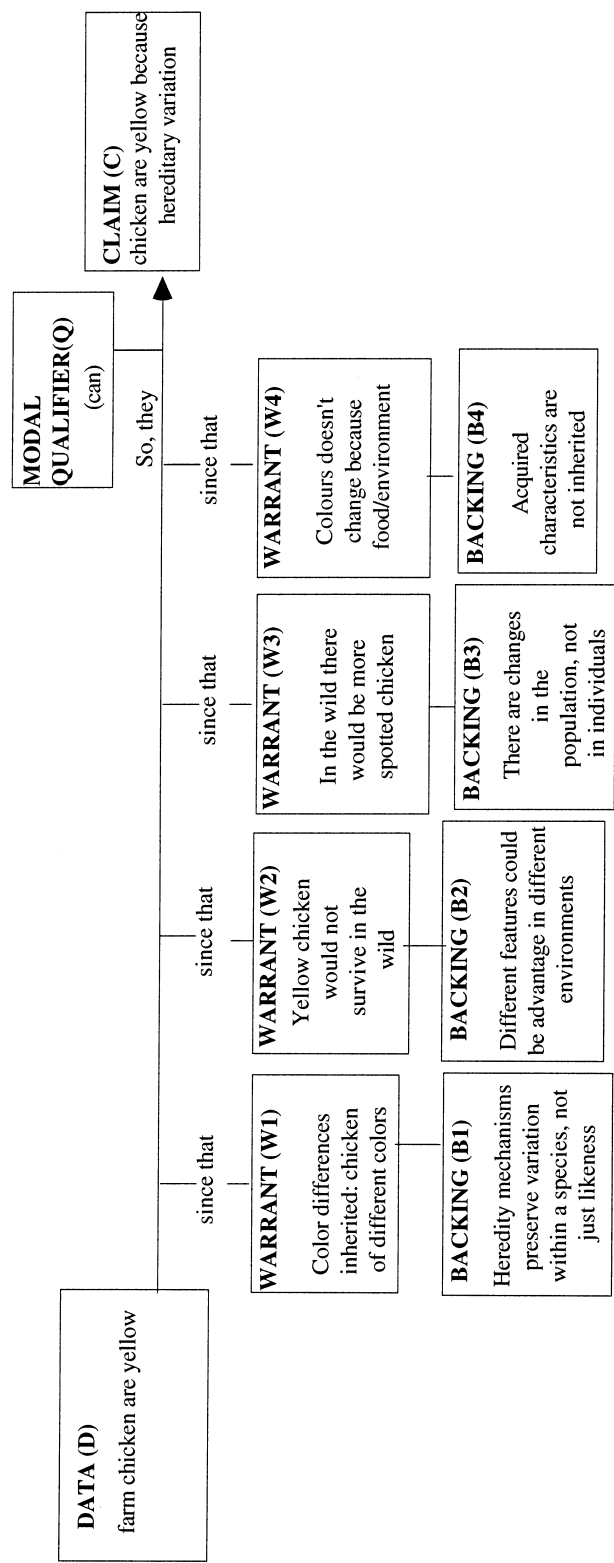 DATA (D)
farm chicken are yellow
MODAL
QUALIFIER(Q)
(can)
So, they
CLAIM (C)
chicken are yellow because
hereditary variation
since that
since that
since that
since that
WARRANT (W1)
Color differences
inherited: chicken
of different colors
WARRANT (W2)
Yellow chicken
would not
survive in the
wild
WARRANT (W3)
In the wild there
would be more
spotted chicken
WARRANT (W4)
Colours doesn't
change because
food/environment
BACKING (B1)
Heredity mechanisms
preserve variation
within a species, not
just likeness
BACKING (B2)
Different features could
be advantage in different
environments
BACKING (B3)
There are changes
in the
population, not
in individuals
BACKING (B4)
Acquired
characteristics are
not inherited